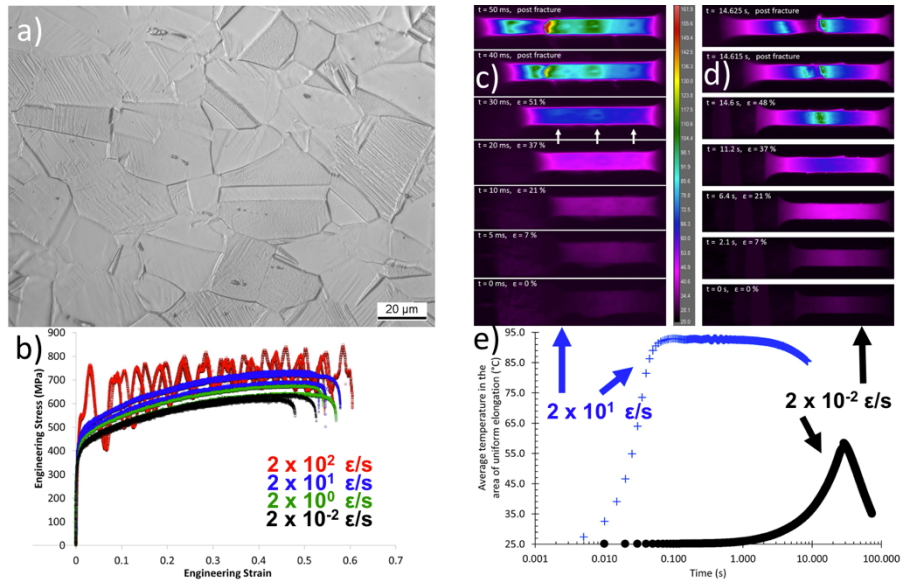 a)
20 µm
b)
Engineering Stress (MPa)
900
800
700
600
500
400
300
200
100
0
0 0.1 0.2 0.3 0.4 0.5 0.6 0.7
Engineering Strain
2 x 10² ε/s
2 x 10¹ ε/s
2 x 10⁰ ε/s
2 x 10⁻² ε/s
c)
t = 50 ms, post fracture
t = 40 ms, post fracture
t = 30 ms, ε = 51 %
t = 20 ms, ε = 37 %
t = 10 ms, ε = 21 %
t = 5 ms, ε = 7 %
t = 0 ms, ε = 0 %
d)
t = 14.625 s, post fracture
t = 14.615 s, post fracture
t = 14.6 s, ε = 48 %
t = 11.2 s, ε = 37 %
t = 6.4 s, ε = 21 %
t = 2.1 s, ε = 7 %
t = 0 s, ε = 0 %
e)
Average temperature in the
area of uniform elongation (°C)
95.0
85.0
75.0
65.0
55.0
45.0
35.0
25.0
0.001 0.010 0.100 1.000 10.000 100.000
Time (s)
2 x 10¹ ε/s
2 x 10⁻² ε/s